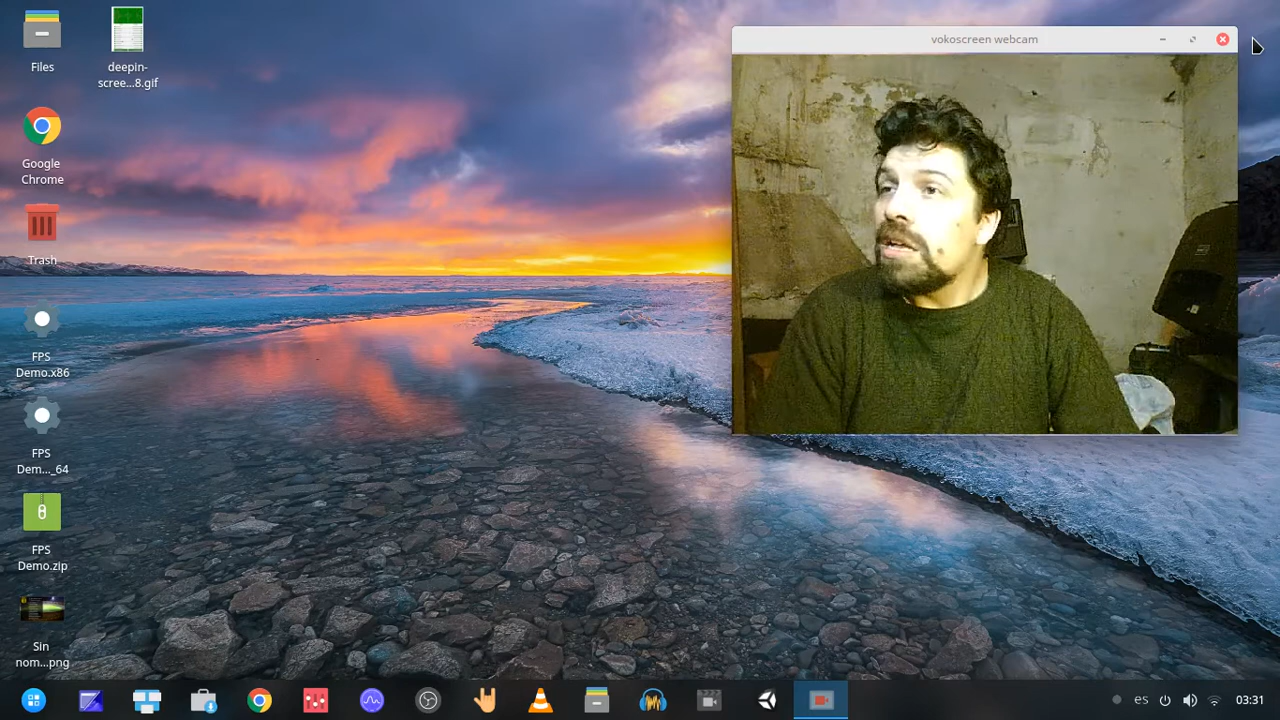 Files
deepin-
scree...8.gif
vokoscreen webcam
Google
Chrome
Trash
FPS
Demo.x86
FPS
Dem..._64
FPS
Demo.zip
Sin
nom...png
es
03:31